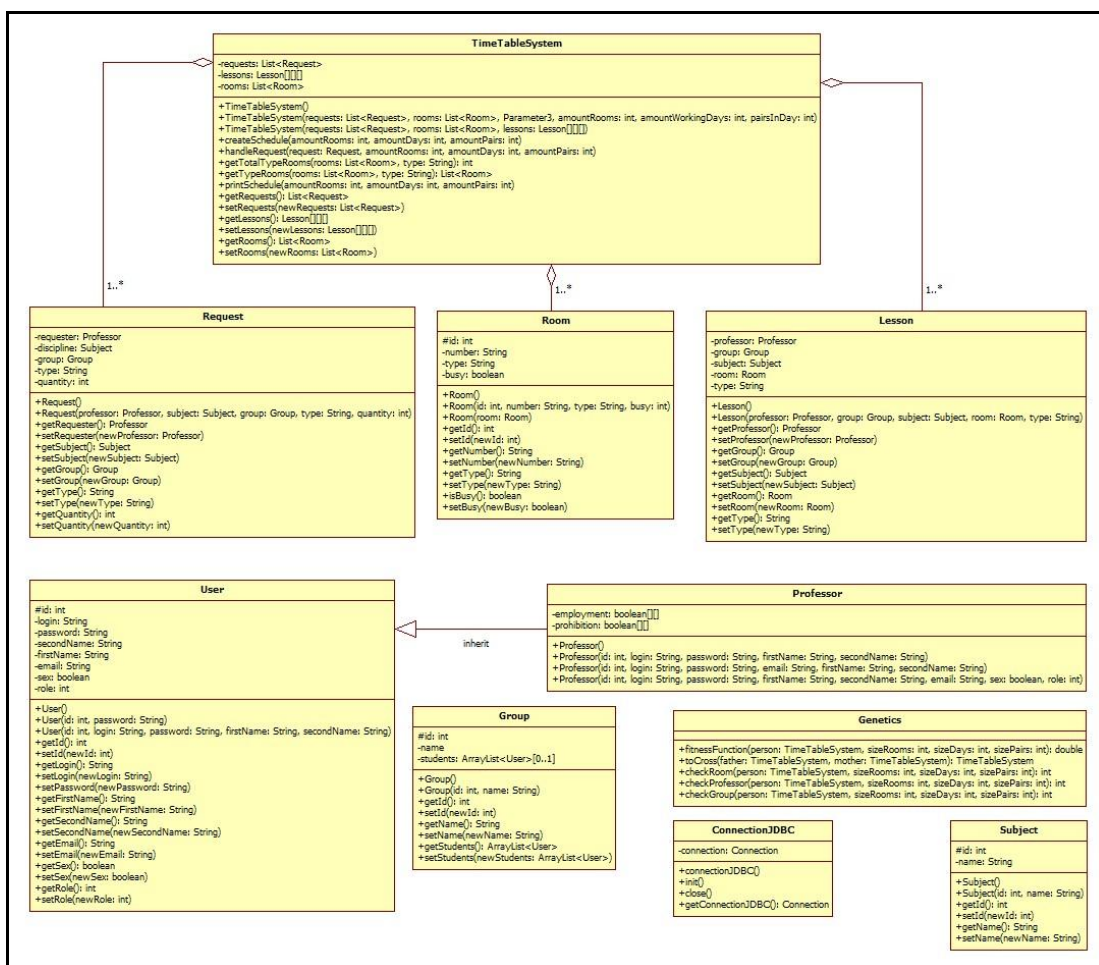 TimeTableSystem
-requests: List<Request>
-lessons: Lesson[][][]
-rooms: List<Room>
+TimeTableSystem()
+TimeTableSystem(requests: List<Request>, rooms: List<Room>, Parameter3, amountRooms: int, amountWorkingDays: int, pairsInDay: int)
+TimeTableSystem(requests: List<Request>, rooms: List<Room>, lessons: Lesson[][][])
+createSchedule(amountRooms: int, amountDays: int, amountPairs: int)
+handleRequest(request: Request, amountRooms: int, amountDays: int, amountPairs: int)
+getTotalTypeRooms(rooms: List<Room>, type: String): int
+getTypeRooms(rooms: List<Room>, type: String): List<Room>
+printSchedule(amountRooms: int, amountDays: int, amountPairs: int)
+getRequests(): List<Request>
+setRequests(newRequests: List<Request>)
+getLessons(): Lesson[][][]
+setLessons(newLessons: Lesson[][][])
+getRooms(): List<Room>
+setRooms(newRooms: List<Room>)
1..*
1..*
1..*
Request
-requester: Professor
-discipline: Subject
-group: Group
-type: String
-quantity: int
+Request()
+Request(professor: Professor, subject: Subject, group: Group, type: String, quantity: int)
+getRequester(): Professor
+setRequester(newProfessor: Professor)
+getSubject(): Subject
+setSubject(newSubject: Subject)
+getGroup(): Group
+setGroup(newGroup: Group)
+getType(): String
+setType(newType: String)
+getQuantity(): int
+setQuantity(newQuantity: int)
Room
#id: int
-number: String
-type: String
-busy: boolean
+Room()
+Room(id: int, number: String, type: String, busy: int)
+Room(room: Room)
+getId(): int
+setId(newId: int)
+getNumber(): String
+setNumber(newNumber: String)
+getType(): String
+setType(newType: String)
+isBusy(): boolean
+setBusy(newBusy: boolean)
Lesson
-professor: Professor
-group: Group
-subject: Subject
-room: Room
-type: String
+Lesson()
+Lesson(professor: Professor, group: Group, subject: Subject, room: Room, type: String)
+getProfessor(): Professor
+setProfessor(newProfessor: Professor)
+getGroup(): Group
+setGroup(newGroup: Group)
+getSubject(): Subject
+setSubject(newSubject: Subject)
+getRoom(): Room
+setRoom(newRoom: Room)
+getType(): String
+setType(newType: String)
User
#id: int
-login: String
-password: String
-secondName: String
-firstName: String
-email: String
-sex: boolean
-role: int
+User()
+User(id: int, password: String)
+User(id: int, login: String, password: String, firstName: String, secondName: String)
+getId(): int
+setId(newId: int)
+getLogin(): String
+setLogin(newLogin: String)
+setPassword(newPassword: String)
+getFirstName(): String
+setFirstName(newFirstName: String)
+getSecondName(): String
+setSecondName(newSecondName: String)
+getEmail(): String
+setEmail(newEmail: String)
+getSex(): boolean
+setSex(newSex: boolean)
+getRole(): int
+setRole(newRole: int)
inherit
Professor
-employment: boolean[][]
-prohibition: boolean[][]
+Professor()
+Professor(id: int, login: String, password: String, firstName: String, secondName: String)
+Professor(id: int, login: String, password: String, email: String, firstName: String, secondName: String)
+Professor(id: int, login: String, password: String, firstName: String, secondName: String, email: String, sex: boolean, role: int)
Group
#id: int
-name
-students: ArrayList<User>[0..1]
+Group()
+Group(id: int, name: String)
+getId(): int
+setId(newId: int)
+getName(): String
+setName(newName: String)
+getStudents(): ArrayList<User>
+setStudents(newStudents: ArrayList<User>)
Genetics
+fitnessFunction(person: TimeTableSystem, sizeRooms: int, sizeDays: int, sizePairs: int): double
+toCross(father: TimeTableSystem, mother: TimeTableSystem): TimeTableSystem
+checkRoom(person: TimeTableSystem, sizeRooms: int, sizeDays: int, sizePairs: int): int
+checkProfessor(person: TimeTableSystem, sizeRooms: int, sizeDays: int, sizePairs: int): int
+checkGroup(person: TimeTableSystem, sizeRooms: int, sizeDays: int, sizePairs: int): int
ConnectionJDBC
-connection: Connection
+connectionJDBC()
+init()
+close()
+getConnectionJDBC(): Connection
Subject
#id: int
-name: String
+Subject()
+Subject(id: int, name: String)
+getId(): int
+setId(newId: int)
+getName(): String
+setName(newName: String)